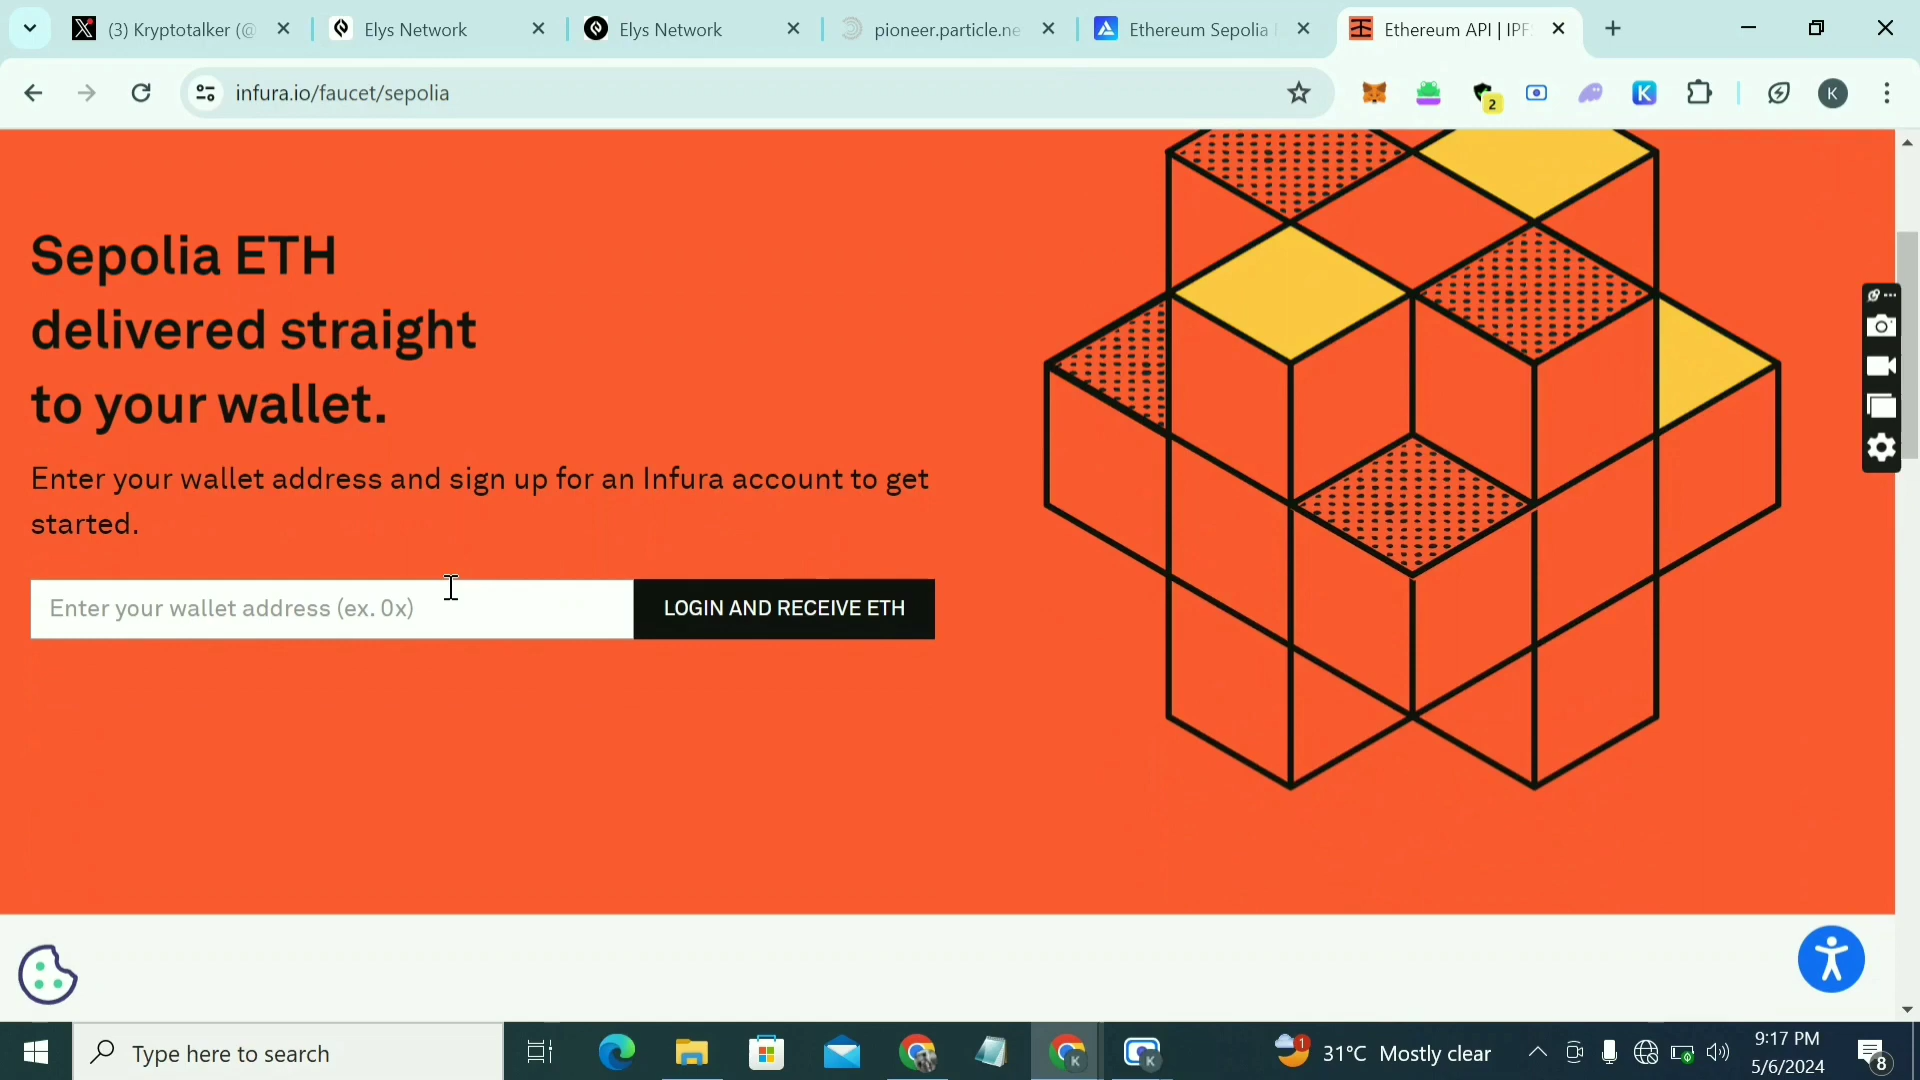 (3) Kryptotalker (@
Elys Network
Elys Network
pioneer.particle.ne
Ethereum Sepolia
Ethereum API | IPF
infura.io/faucet/sepolia
2
K
K
Sepolia ETH
delivered straight
to your wallet.
Enter your wallet address and sign up for an Infura account to get
started.
Enter your wallet address (ex. 0x)
LOGIN AND RECEIVE ETH
Type here to search
K
K
1
31°C Mostly clear
9:17 PM
5/6/2024
8